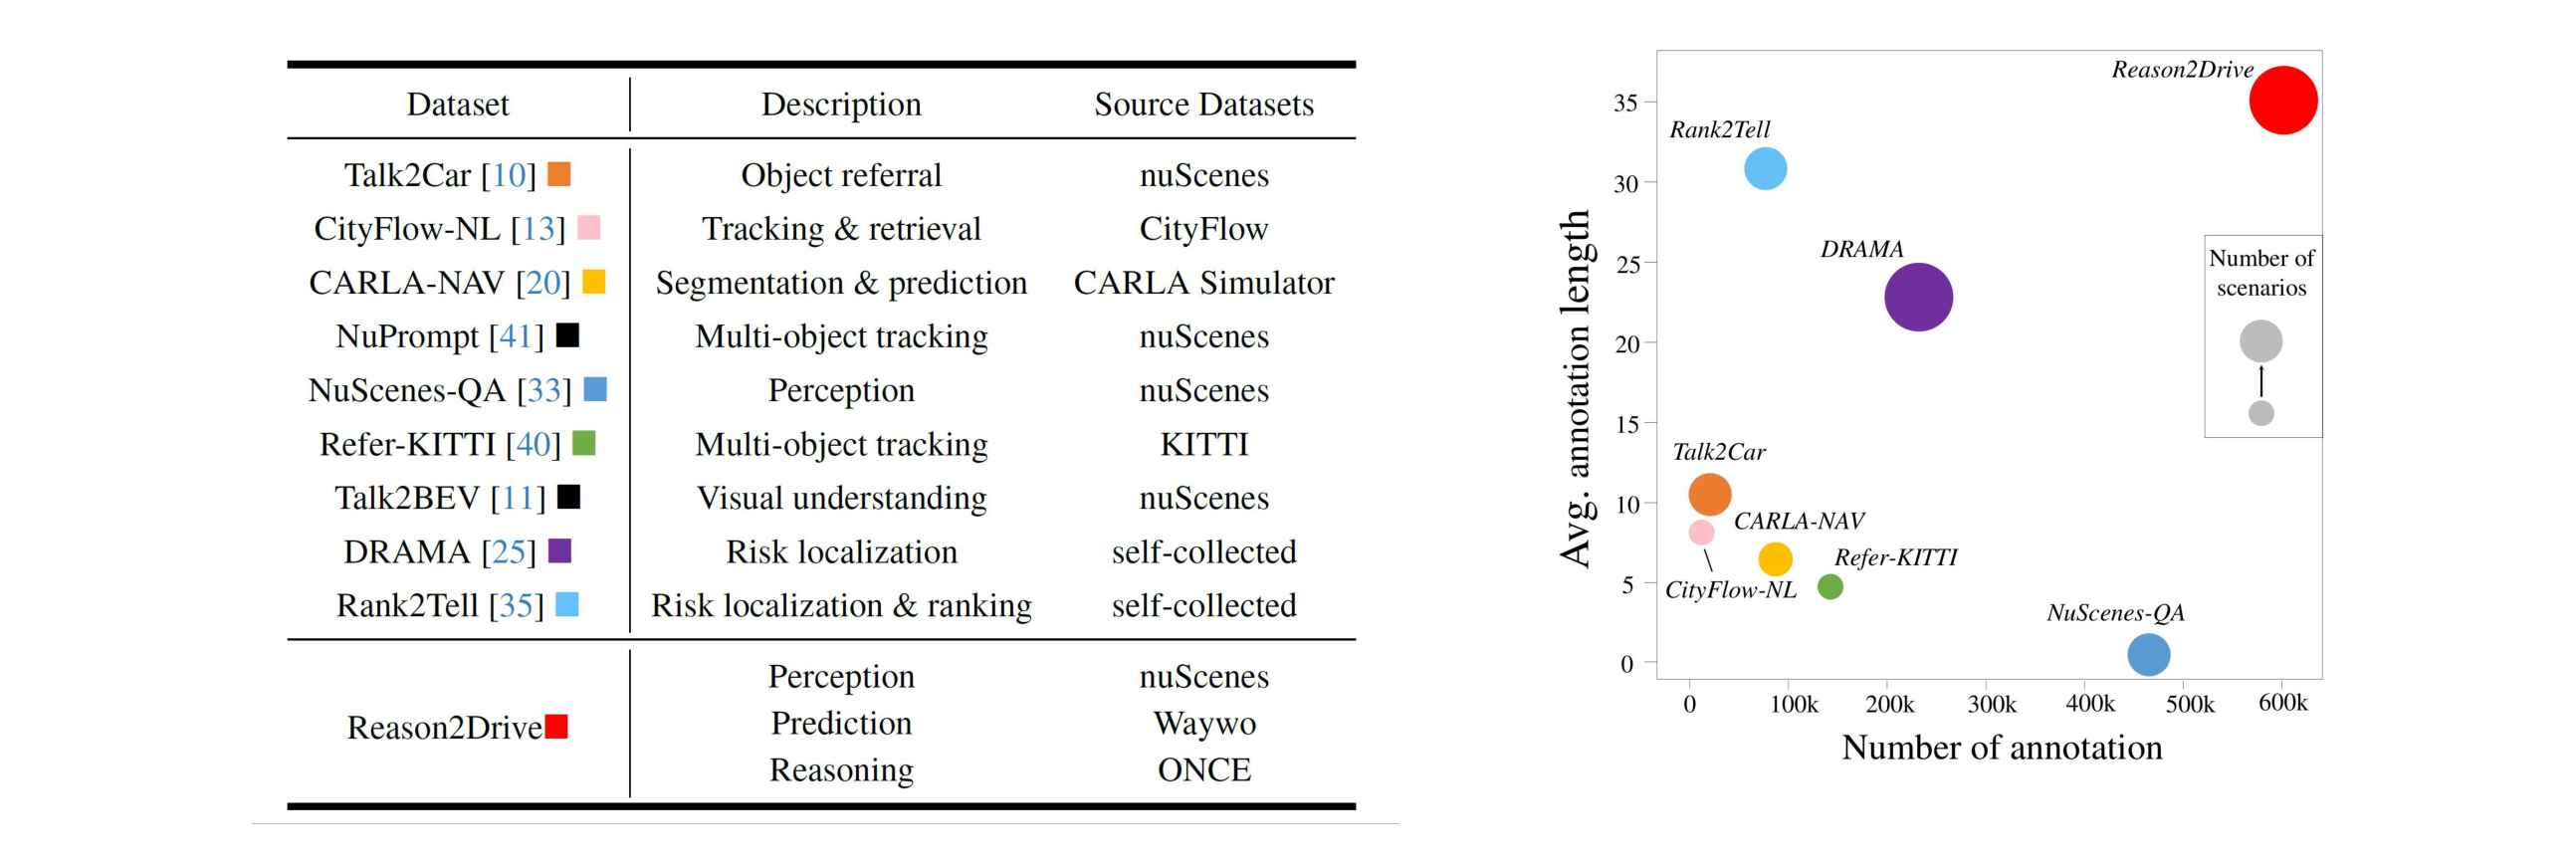 Dataset Description Source Datasets
Talk2Car [10] Object referral nuScenes
CityFlow-NL [13] Tracking & retrieval CityFlow
CARLA-NAV [20] Segmentation & prediction CARLA Simulator
NuPrompt [41] Multi-object tracking nuScenes
NuScenes-QA [33] Perception nuScenes
Refer-KITTI [40] Multi-object tracking KITTI
Talk2BEV [11] Visual understanding nuScenes
DRAMA [25] Risk localization self-collected
Rank2Tell [35] Risk localization & ranking self-collected
Perception nuScenes
Reason2Drive Prediction Waywo
Reasoning ONCE
Avg. annotation length
35
30
25
20
15
10
5
0
Reason2Drive
Rank2Tell
DRAMA
Number of
scenarios
Talk2Car
CARLA-NAV
Refer-KITTI
CityFlow-NL
NuScenes-QA
0 100k 200k 300k 400k 500k 600k
Number of annotation